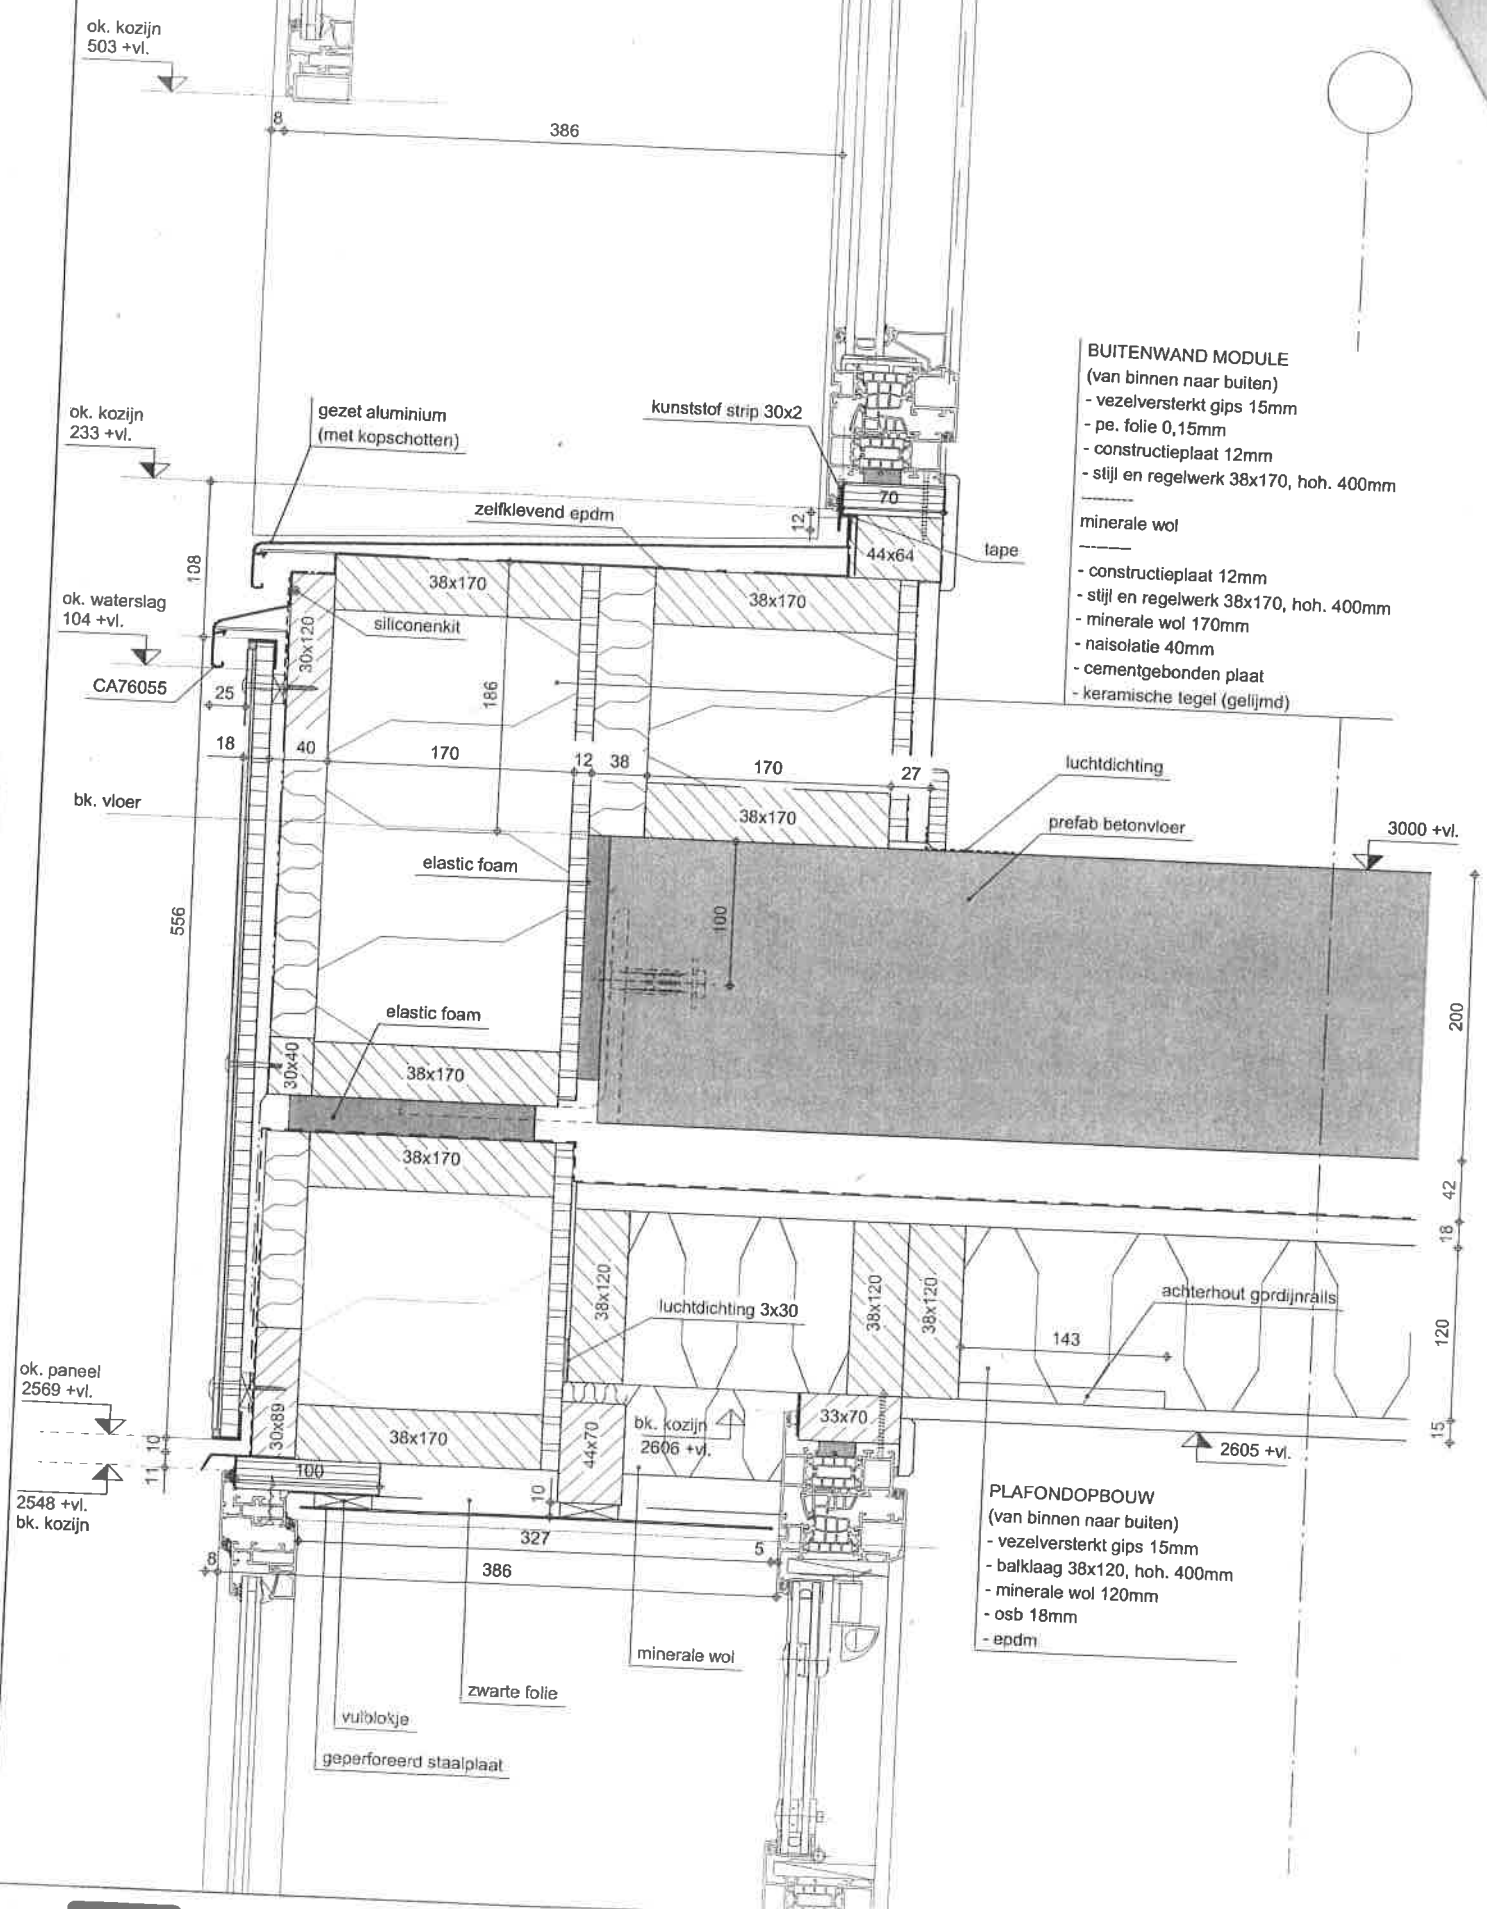 ok. kozijn
503 +vl.
8
386
BUITENWAND MODULE
(van binnen naar buiten)
- vezelversterkt gips 15mm
- pe. folie 0,15mm
- constructieplaat 12mm
- stijl en regelwerk 38x170, hoh. 400mm
----------
minerale wol
----------
- constructieplaat 12mm
- stijl en regelwerk 38x170, hoh. 400mm
- minerale wol 170mm
- naisolatie 40mm
- cementgebonden plaat
- keramische tegel (gelijmd)
ok. kozijn
233 +vl.
gezet aluminium
(met kopschotten)
kunststof strip 30x2
70
zelfklevend epdm
12
44x64
tape
108
38x170
38x170
ok. waterslag
104 +vl.
siliconenkit
30x120
CA76055
25
186
18
40
170
12
38
170
27
luchtdichting
bk. vloer
38x170
prefab betonvloer
3000 +vl.
elastic foam
100
556
elastic foam
200
30x40
38x170
38x170
42
18
38x120
38x120
38x120
luchtdichting 3x30
achterhout gordijnrails
143
120
ok. paneel
2569 +vl.
30x89
38x170
44x70
bk. kozijn
2606 +vl.
33x70
15
2605 +vl.
10
11
100
10
2548 +vl.
bk. kozijn
327
5
8
386
PLAFONDOPBOUW
(van binnen naar buiten)
- vezelversterkt gips 15mm
- balklaag 38x120, hoh. 400mm
- minerale wol 120mm
- osb 18mm
- epdm
minerale wol
zwarte folie
vulblokje
geperforeerd staalplaat